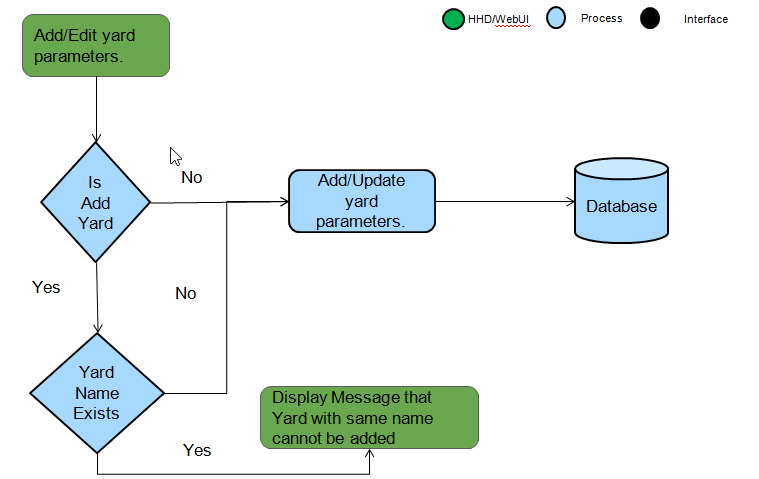 HHD/WebUI
Process
Interface
Add/Edit yard
parameters.
Is
Add
Yard
No
Add/Update
yard
parameters.
Database
Yes
No
Yard
Name
Exists
Display Message that
Yard with same name
cannot be added
Yes